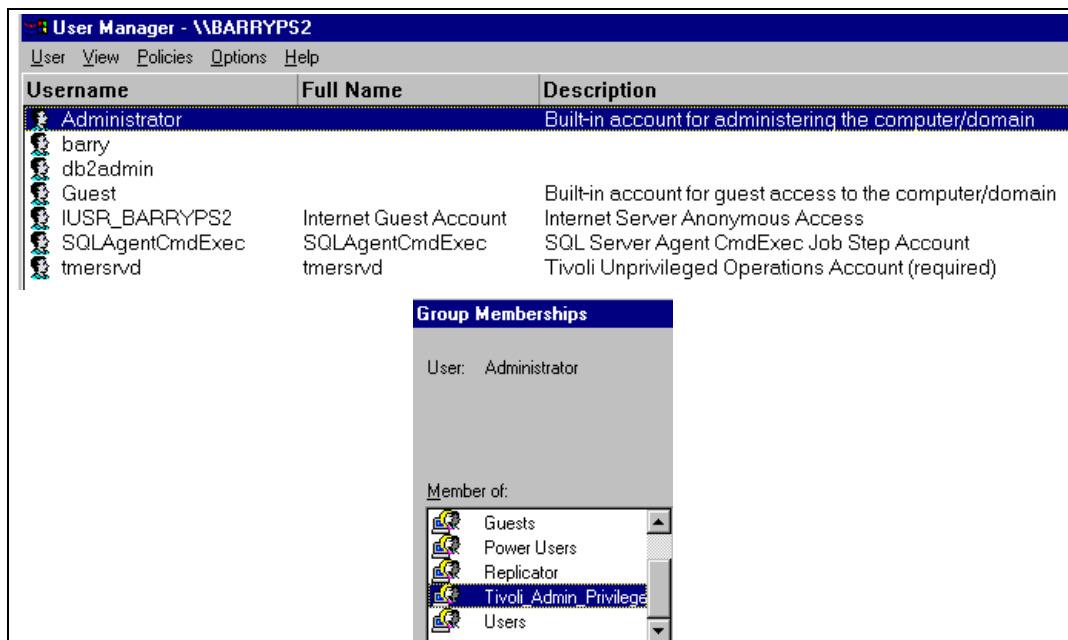 User Manager - \\BARRYPS2
User View Policies Options Help
Username Full Name Description
Administrator Built-in account for administering the computer/domain
barry
db2admin
Guest Built-in account for guest access to the computer/domain
IUSR_BARRYPS2 Internet Guest Account Internet Server Anonymous Access
SQLAgentCmdExec SQLAgentCmdExec SQL Server Agent CmdExec Job Step Account
tmersrvd tmersrvd Tivoli Unprivileged Operations Account (required)
Group Memberships
User: Administrator
Member of:
Guests
Power Users
Replicator
Tivoli_Admin_Privilege
Users